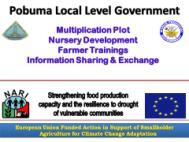 Pobuma Local Level Government
Multiplication Plot
Nursery Development
Farmer Trainings
Information Sharing & Exchange
NARI
Strengthening food production
capacity and the resilience to drought
of vulnerable communities
European Union Funded Action in Support of Smallholder
Agriculture for Climate Change Adaptation